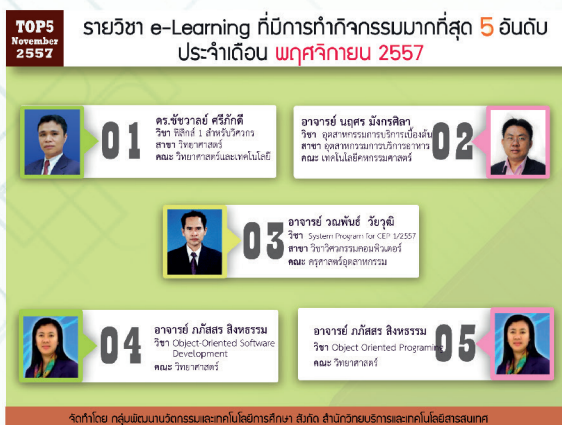 TOP5
November
2557
รายวิชา e-Learning ที่มีการทำกิจกรรมมากที่สุด 5 อันดับ
ประจำเดือน พฤศจิกายน 2557
01
ดร.ชัชวาลย์ ศรีภักดี
วิชา ฟิสิกส์ 1 สำหรับวิศวกร
สาขา วิทยาศาสตร์
คณะ วิทยาศาสตร์และเทคโนโลยี
อาจารย์ นฤศร มังกรศิลา
วิชา อุตสาหกรรมการบริการเบื้องต้น
สาขา อุตสาหกรรมการบริการอาหาร
คณะ เทคโนโลยีคหกรรมศาสตร์
02
03
อาจารย์ วณพันธ์ วัยวุฒิ
วิชา System Program for CEP 1/2557
สาขา วิชาวิศวกรรมคอมพิวเตอร์
คณะ ครุศาสตร์อุตสาหกรรม
04
อาจารย์ ภภัสสร สิงหธรรม
วิชา Object-Oriented Software
Development
คณะ วิทยาศาสตร์
อาจารย์ ภภัสสร สิงหธรรม
วิชา Object Oriented Programing
คณะ วิทยาศาสตร์
05
จัดทำโดย กลุ่มพัฒนานวัตกรรมและเทคโนโลยีการศึกษา สังกัด สำนักวิทยบริการและเทคโนโลยีสารสนเทศ